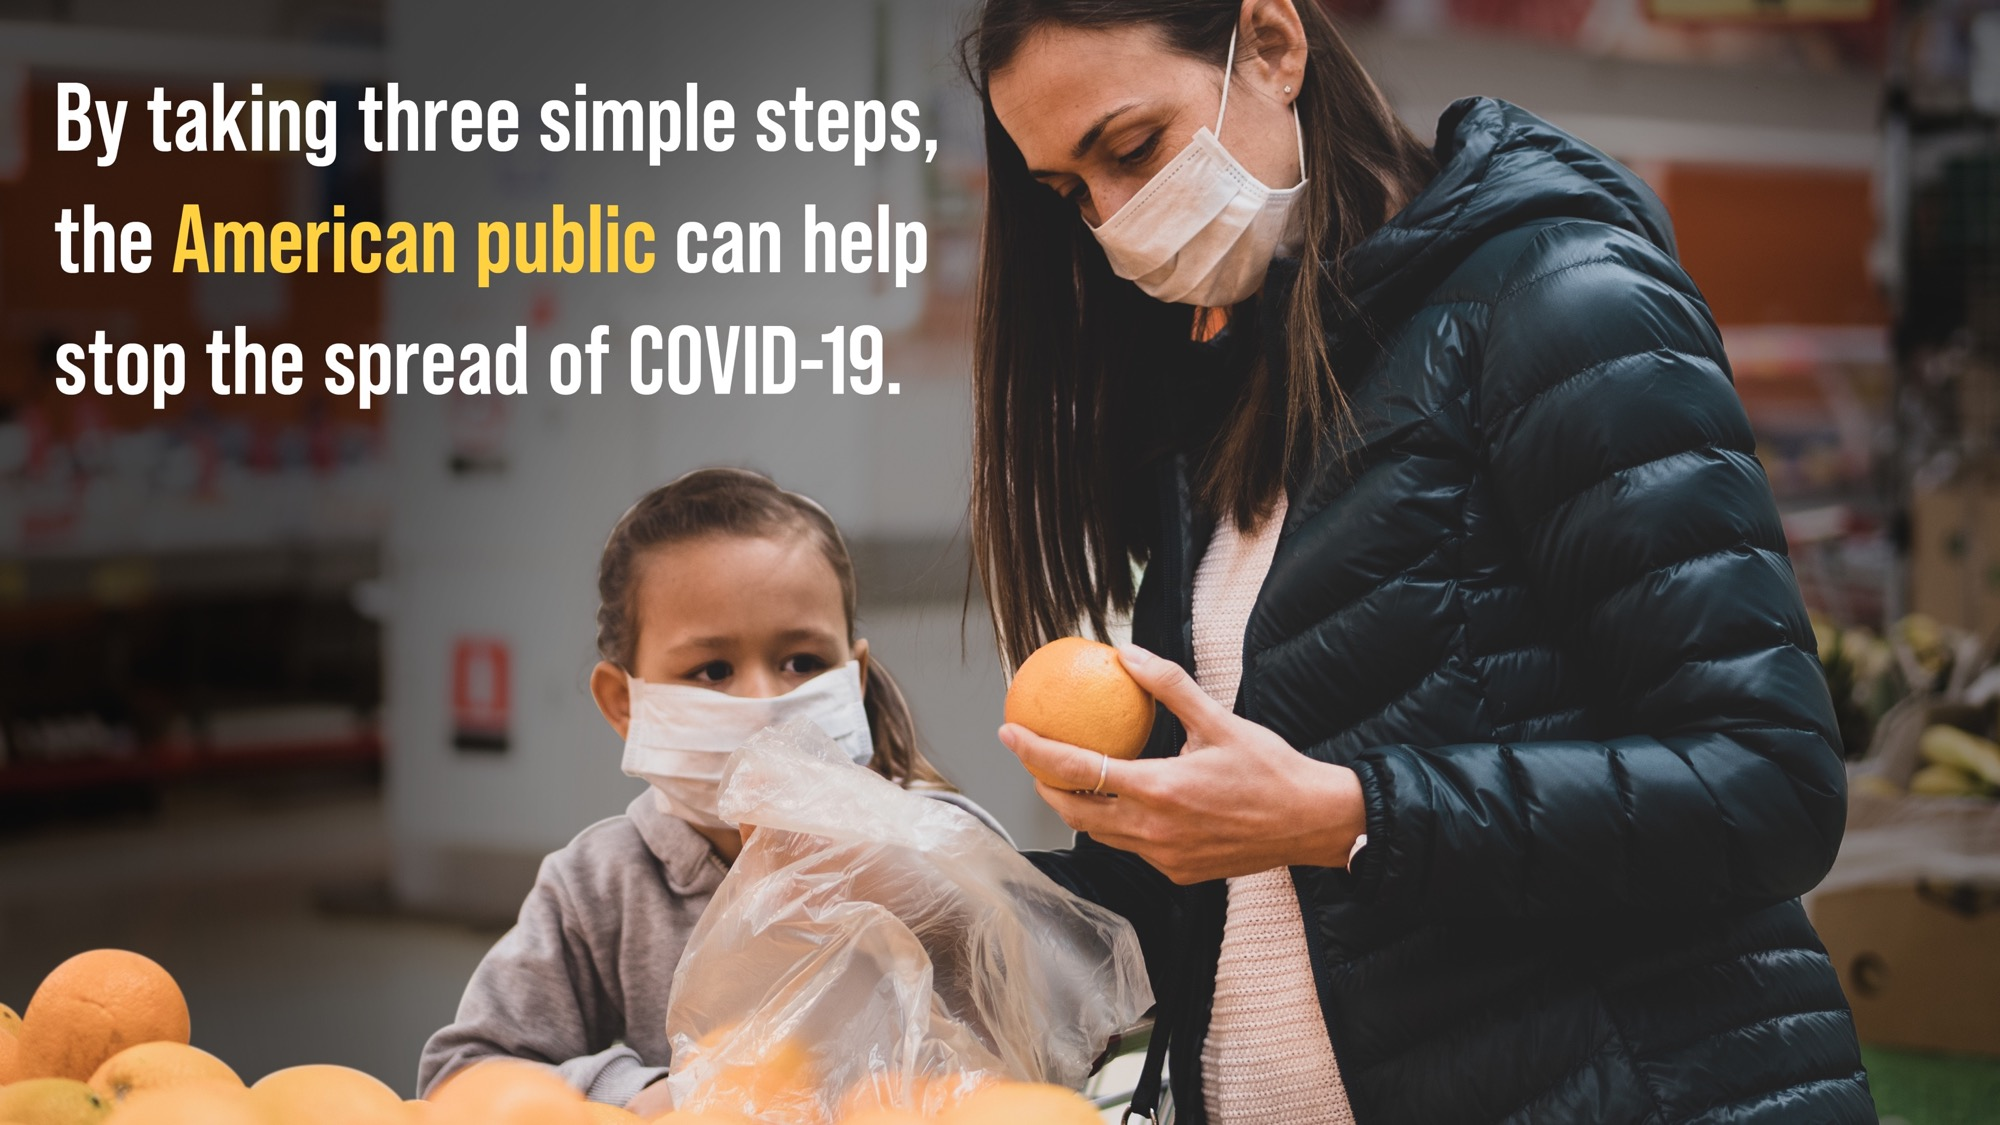 By taking three simple steps,
the American public can help
stop the spread of COVID-19.